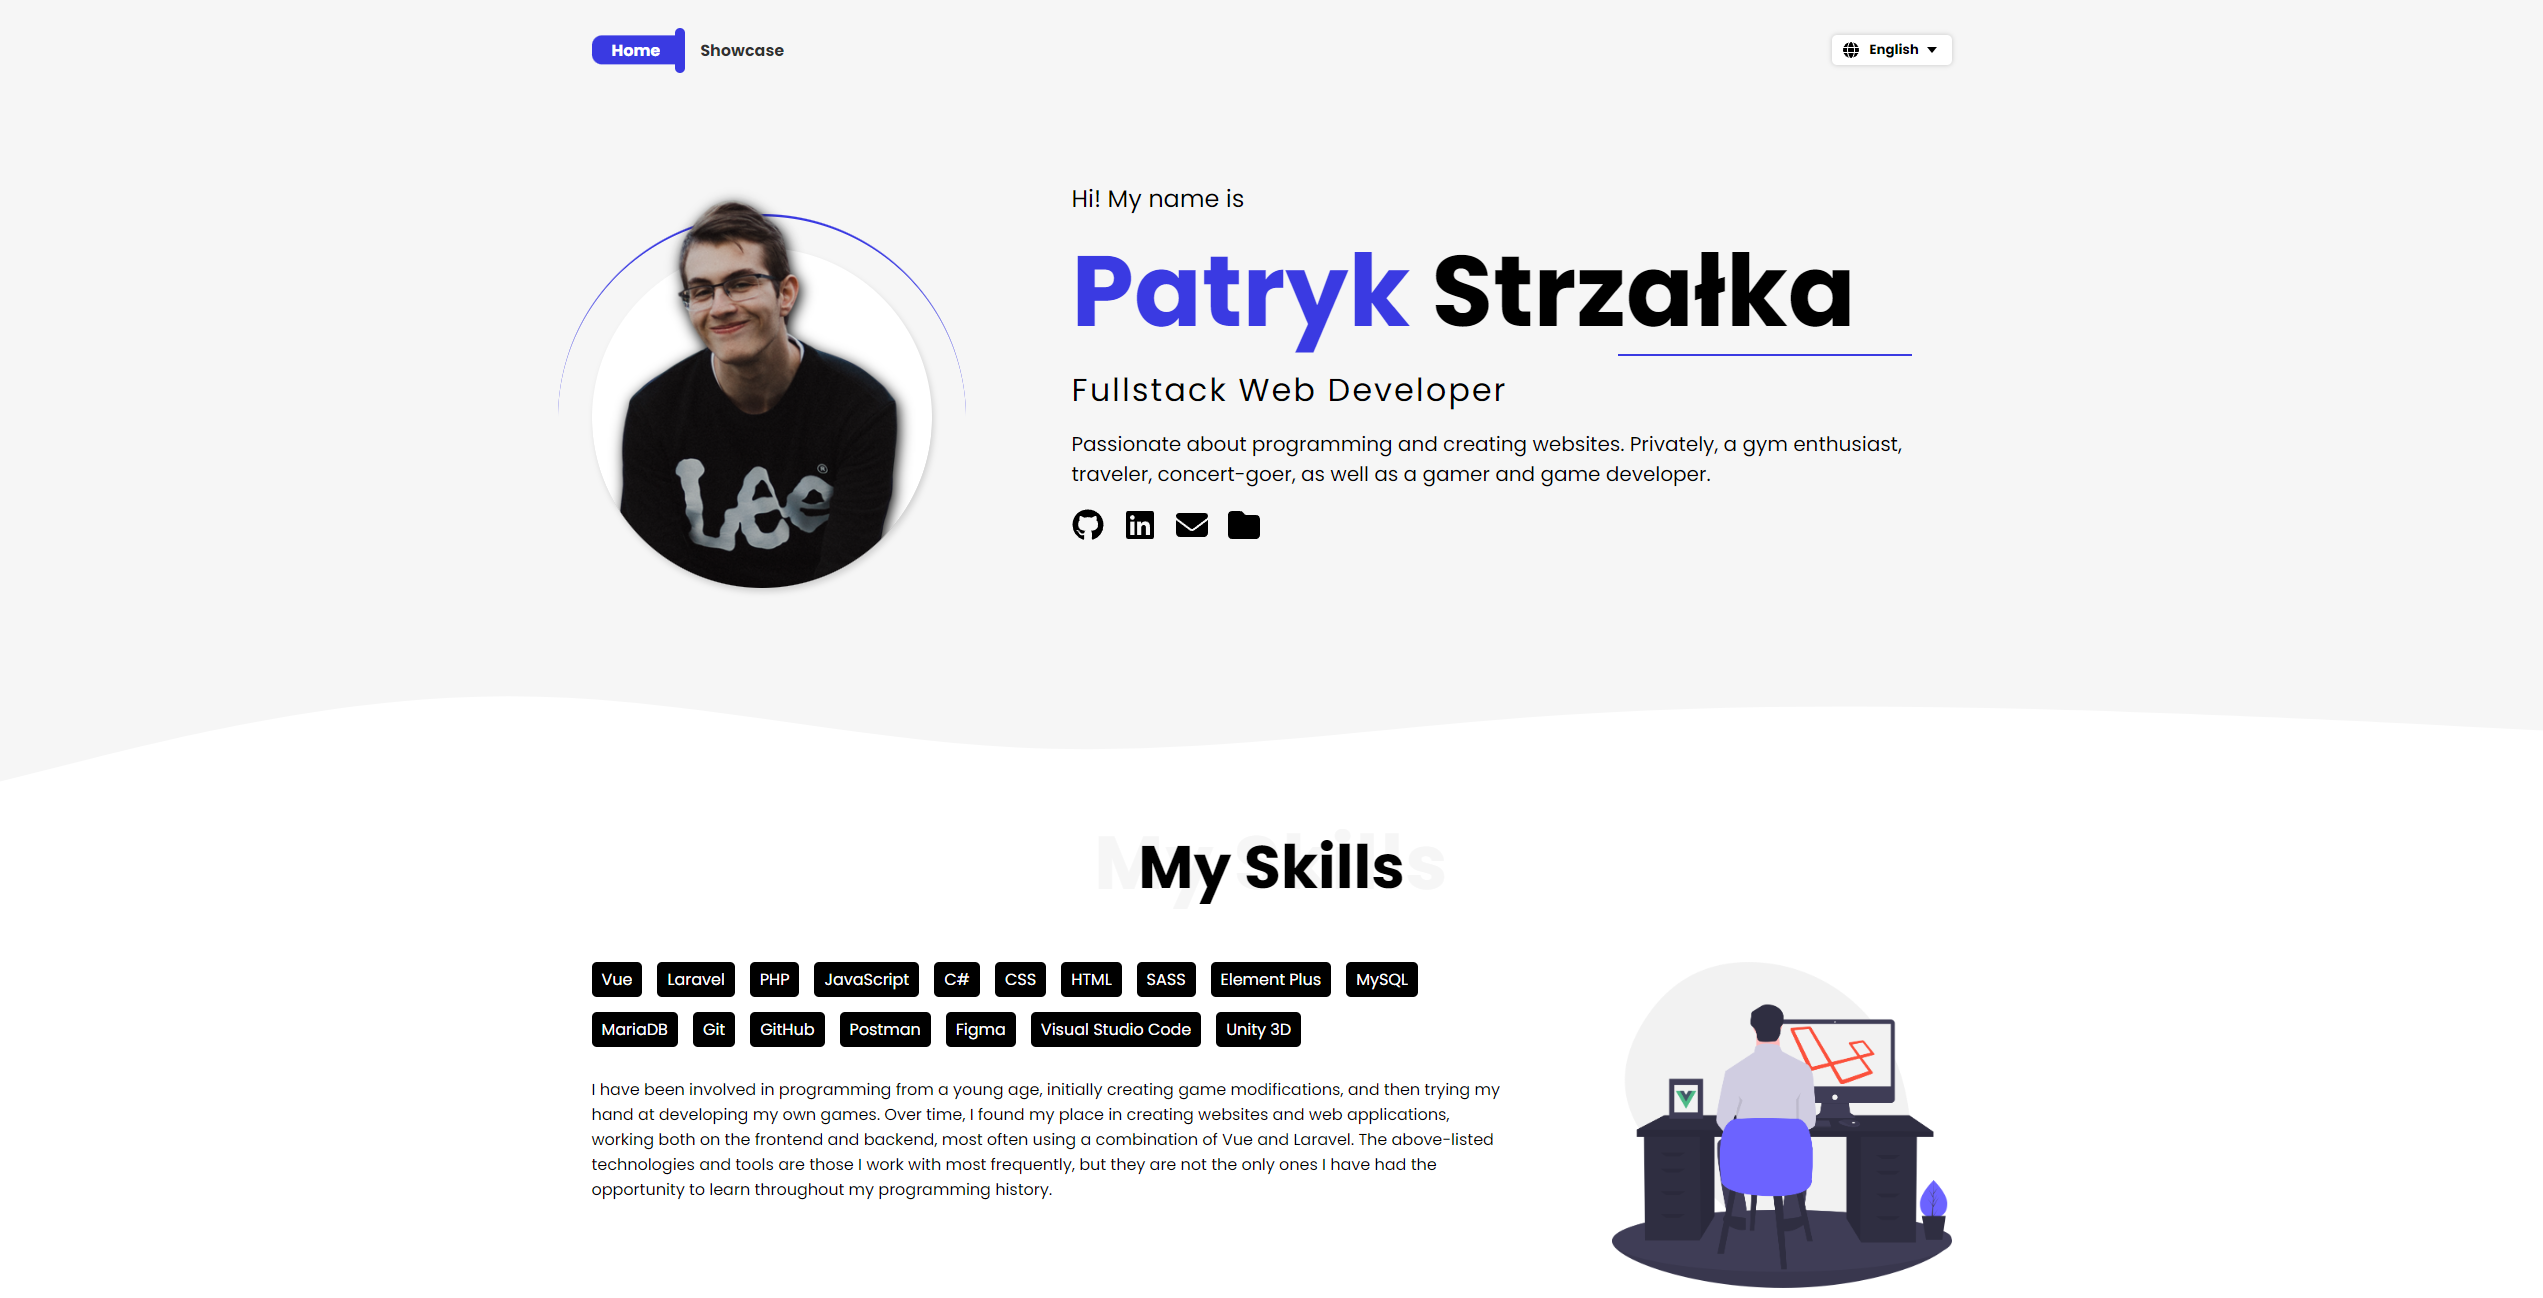 Home Showcase English
Hi! My name is
Patryk Strzałka
Fullstack Web Developer
Passionate about programming and creating websites. Privately, a gym enthusiast,
traveler, concert-goer, as well as a gamer and game developer.
Lee ®
My Skills
My Skills
Vue Laravel PHP JavaScript C# CSS HTML SASS Element Plus MySQL
MariaDB Git GitHub Postman Figma Visual Studio Code Unity 3D
I have been involved in programming from a young age, initially creating game modifications, and then trying my
hand at developing my own games. Over time, I found my place in creating websites and web applications,
working both on the frontend and backend, most often using a combination of Vue and Laravel. The above-listed
technologies and tools are those I work with most frequently, but they are not the only ones I have had the
opportunity to learn throughout my programming history.